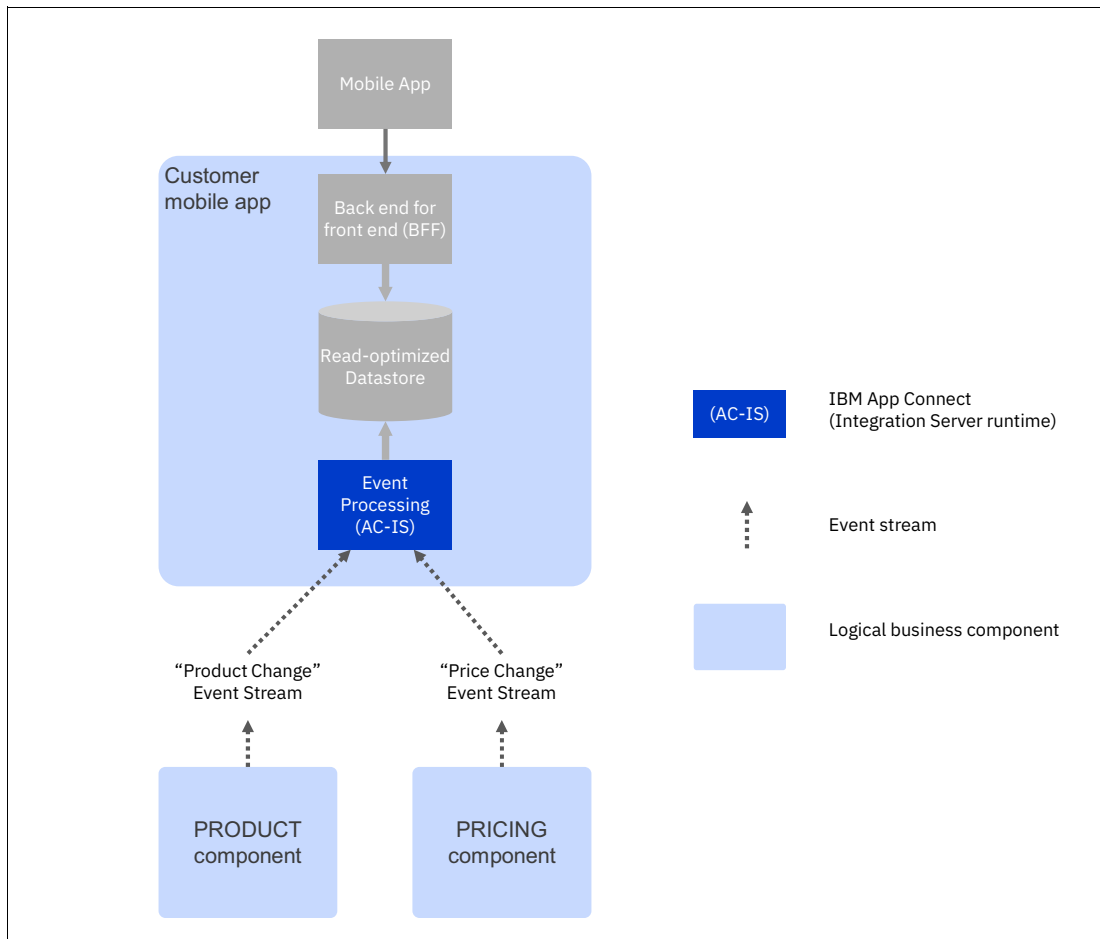 Mobile App
Customer
mobile app
Back end for
front end (BFF)
Read-optimized
Datastore
Event
Processing
(AC-IS)
“Product Change”
Event Stream
“Price Change”
Event Stream
PRODUCT
component
PRICING
component
(AC-IS)
IBM App Connect
(Integration Server runtime)
Event stream
Logical business component